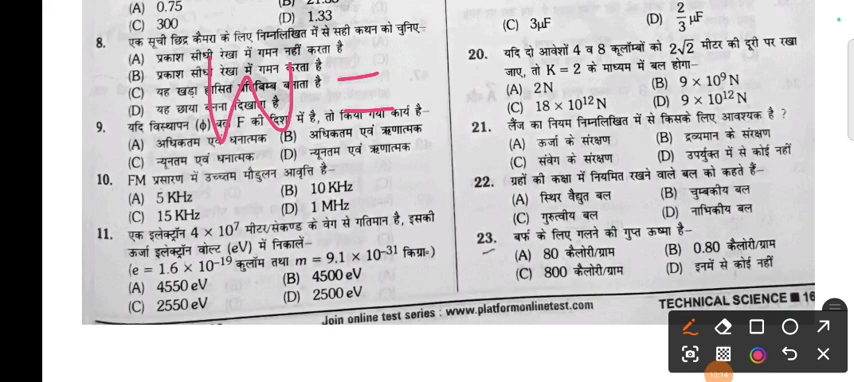 (A) 0.75
(C) 300
(D) 1.33
8. एक सूची छिद्र कैमरा के लिए निम्नलिखित में से सही कथन को चुनिए-
(A) प्रकाश सीधी रेखा में गमन नहीं करता है
(B) प्रकाश सीधी रेखा में गमन करता है
(C) यह खड़ा ह्रासित प्रतिबिम्ब बनाता है
(D) यह छाया बनना दिखाता है
9. यदि विस्थापन (ϕ) बल F की दिशा में है, तो किया गया कार्य है-
(A) अधिकतम एवं धनात्मक (B) अधिकतम एवं ऋणात्मक
(C) न्यूनतम एवं धनात्मक (D) न्यूनतम एवं ऋणात्मक
10. FM प्रसारण में उच्चतम मौडुलन आवृत्ति है-
(A) 5 KHz (B) 10 KHz
(C) 15 KHz (D) 1 MHz
11. एक इलेक्ट्रॉन 4 × 10⁷ मीटर/सेकण्ड के वेग से गतिमान है, इसकी
ऊर्जा इलेक्ट्रॉन वोल्ट (eV) में निकालें-
(e = 1.6 × 10⁻¹⁹ कुलॉम तथा m = 9.1 × 10⁻³¹ किग्रा॰)
(A) 4550 eV (B) 4500 eV
(C) 2550 eV (D) 2500 eV
(C) 3μF (D) 2/3 μF
20. यदि दो आवेशों 4 व 8 कूलॉम्बों को 2√2 मीटर की दूरी पर रखा
जाए, तो K = 2 के माध्यम में बल होगा-
(A) 2N (B) 9 × 10⁹ N
(C) 18 × 10¹² N (D) 9 × 10¹² N
21. लैंज का नियम निम्नलिखित में से किसके लिए आवश्यक है ?
(A) ऊर्जा के संरक्षण (B) द्रव्यमान के संरक्षण
(C) संवेग के संरक्षण (D) उपर्युक्त में से कोई नहीं
22. ग्रहों की कक्षा में नियमित रखने वाले बल को कहते हैं-
(A) स्थिर वैद्युत बल (B) चुम्बकीय बल
(C) गुरुत्वीय बल (D) नाभिकीय बल
23. बर्फ के लिए गलने की गुप्त ऊष्मा है-
(A) 80 कैलोरी/ग्राम (B) 0.80 कैलोरी/ग्राम
(C) 800 कैलोरी/ग्राम (D) इनमें से कोई नहीं
Join online test series : www.platformonlinetest.com
TECHNICAL SCIENCE ■ 16